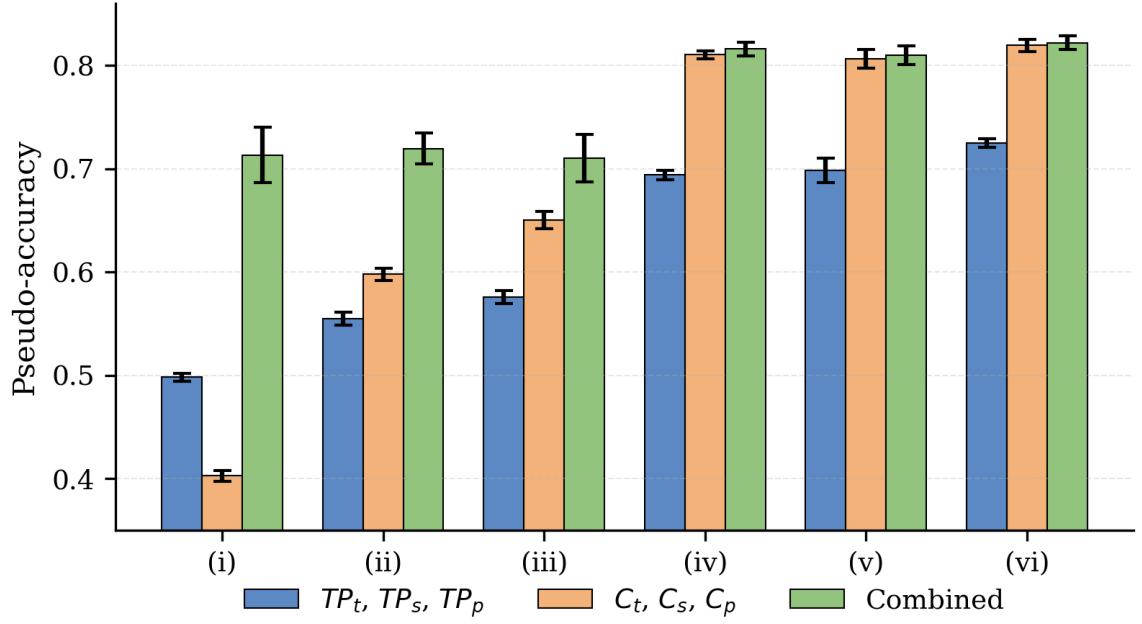 Pseudo-accuracy
0.8
0.7
0.6
0.5
0.4
(i) (ii) (iii) (iv) (v) (vi)
TPₜ, TPₛ, TPₚ Cₜ, Cₛ, Cₚ Combined